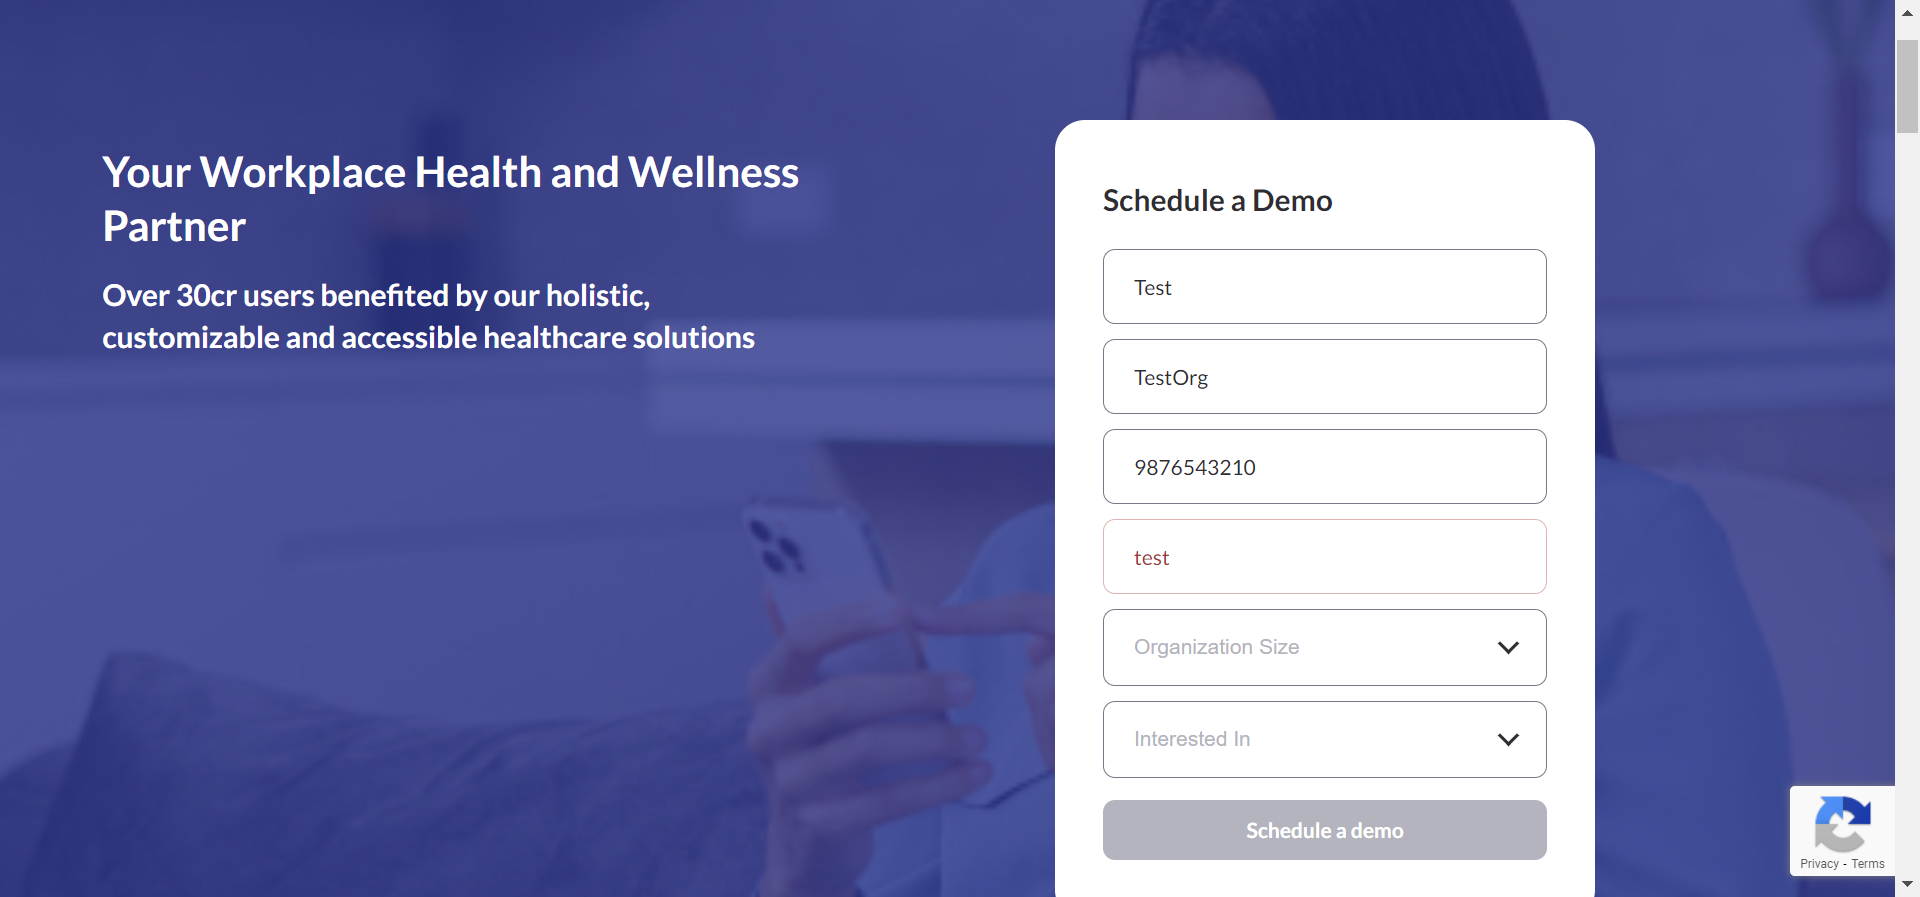 Your Workplace Health and Wellness
Partner
Over 30cr users benefited by our holistic,
customizable and accessible healthcare solutions
Schedule a Demo
Test
TestOrg
9876543210
test
Organization Size
Interested In
Schedule a demo
Privacy - Terms